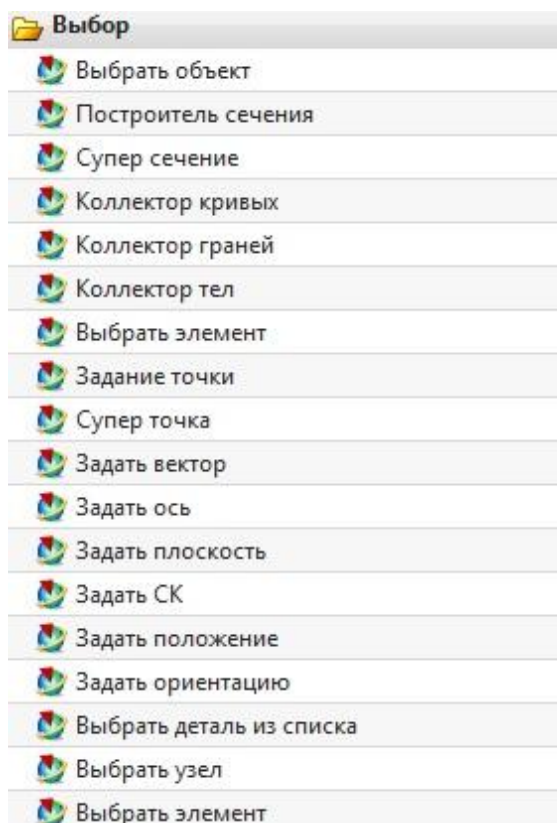 Выбор
Выбрать объект
Построитель сечения
Супер сечение
Коллектор кривых
Коллектор граней
Коллектор тел
Выбрать элемент
Задание точки
Супер точка
Задать вектор
Задать ось
Задать плоскость
Задать СК
Задать положение
Задать ориентацию
Выбрать деталь из списка
Выбрать узел
Выбрать элемент